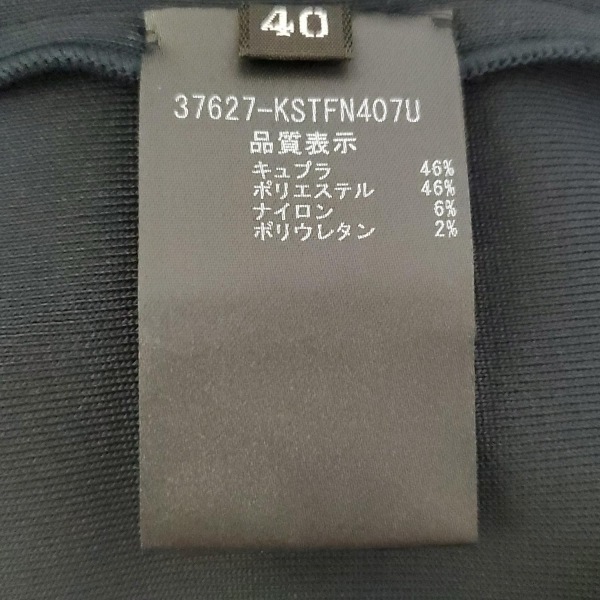 40
37627-KSTFN407U
品質表示
キュプラ 46%
ポリエステル 46%
ナイロン 6%
ポリウレタン 2%